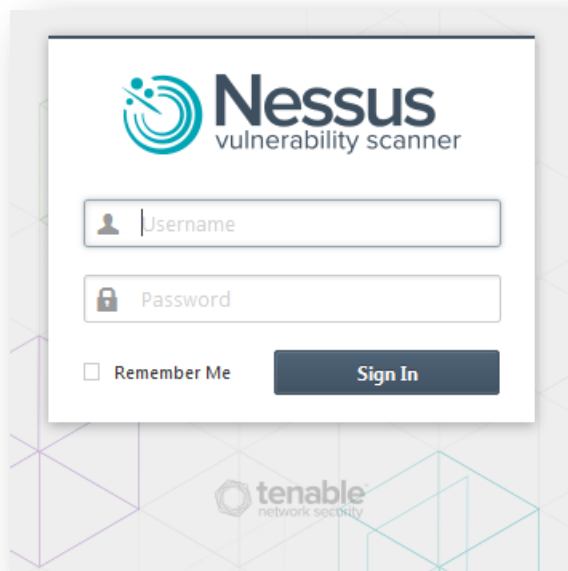 Nessus
vulnerability scanner
Username
Password
Remember Me
Sign In
tenable
network security